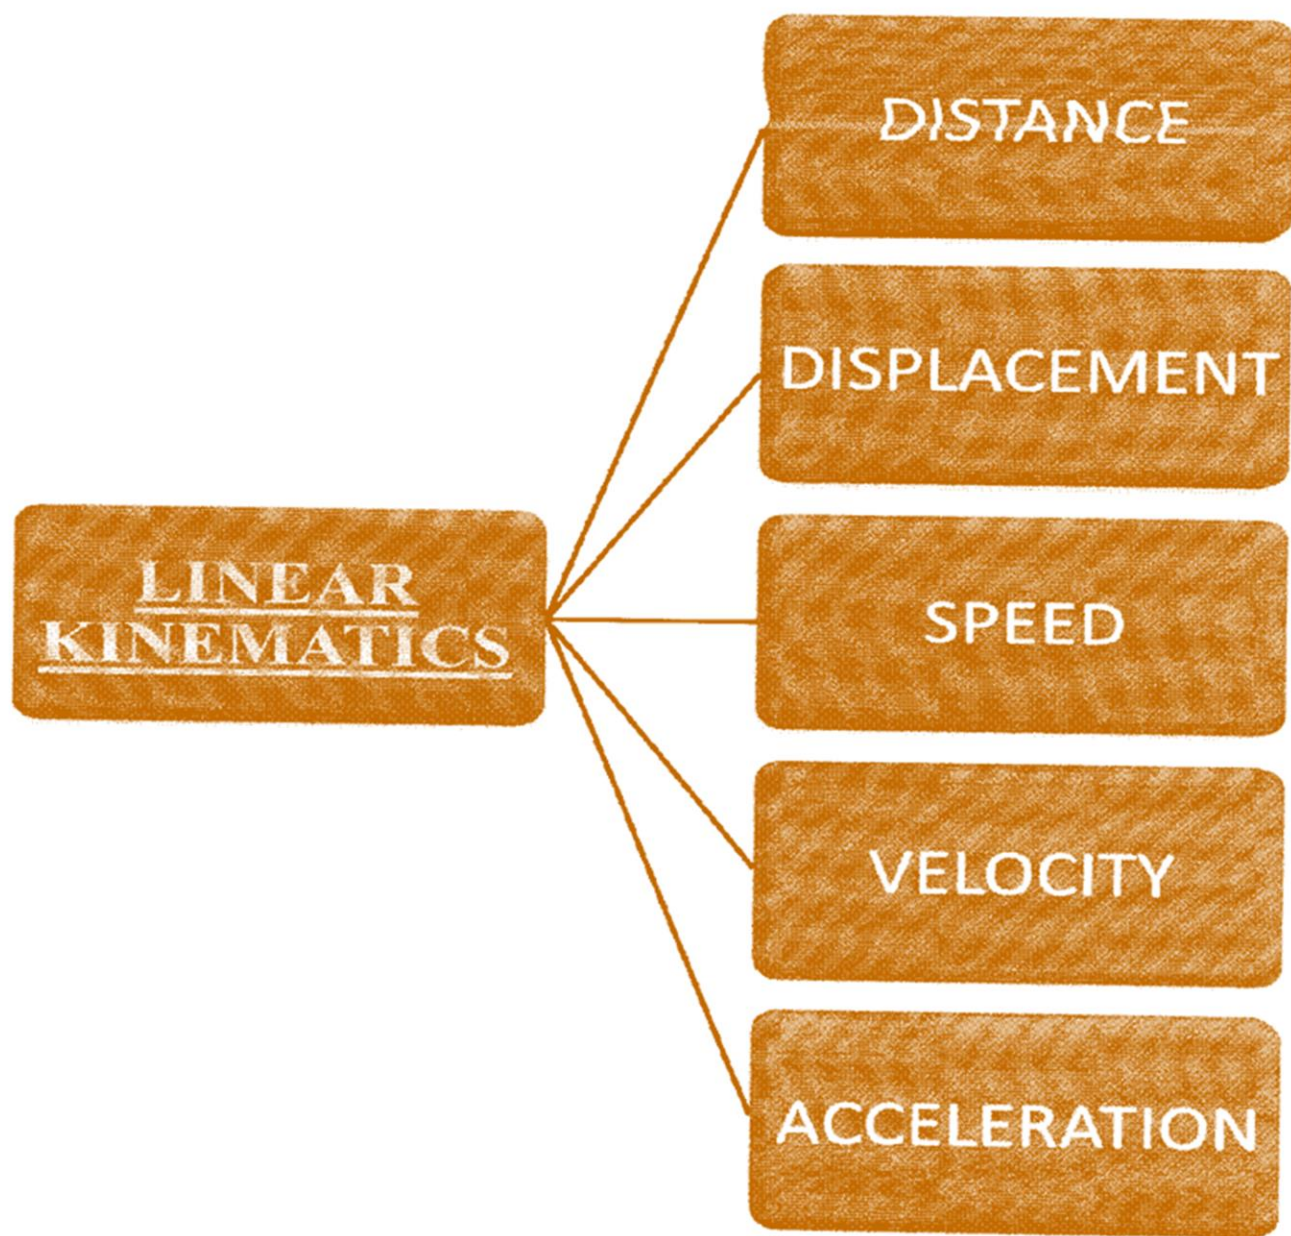 LINEAR
KINEMATICS
DISTANCE
DISPLACEMENT
SPEED
VELOCITY
ACCELERATION